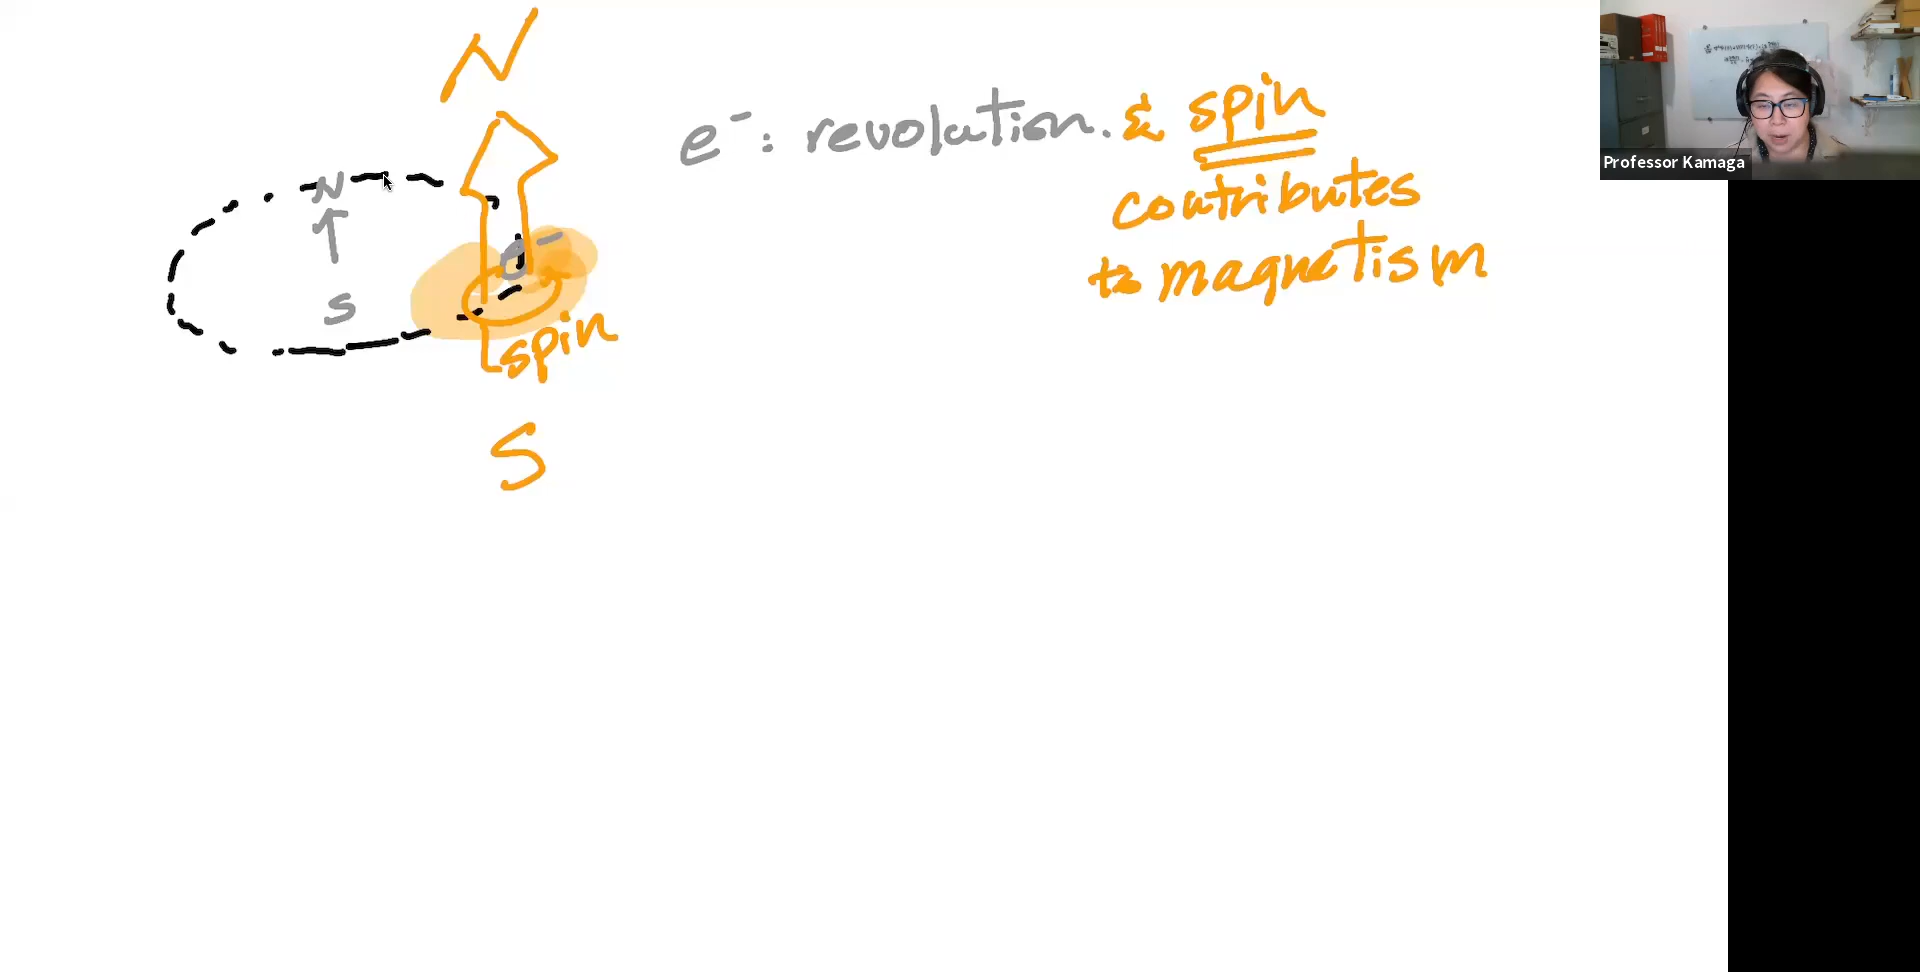 N
e⁻: revolution. & spin
contributes
to magnetism
N
S
e⁻
spin
S
Professor Kamaga